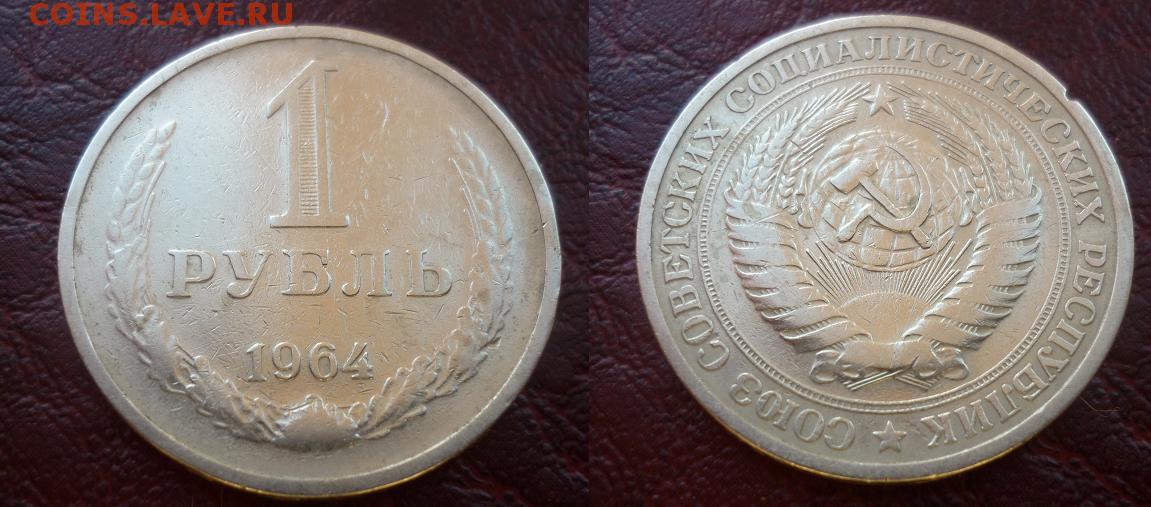 COINS.LAVE.RU
1
РУБЛЬ
1964
СОЮЗ СОВЕТСКИХ СОЦИАЛИСТИЧЕСКИХ РЕСПУБЛИК